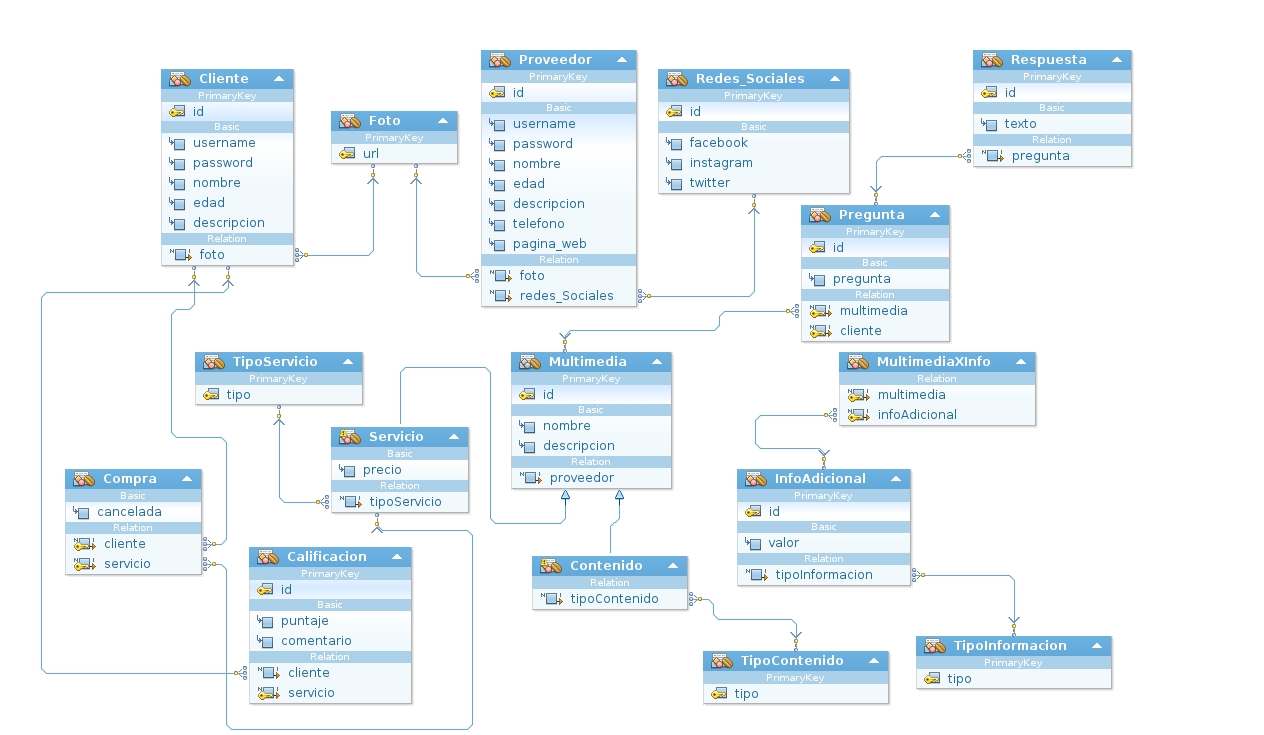 Cliente
PrimaryKey
id
Basic
username
password
nombre
edad
descripcion
Relation
foto
Foto
PrimaryKey
url
Proveedor
PrimaryKey
id
Basic
username
password
nombre
edad
descripcion
telefono
pagina_web
Relation
foto
redes_Sociales
Redes_Sociales
PrimaryKey
id
Basic
facebook
instagram
twitter
Respuesta
PrimaryKey
id
Basic
texto
Relation
pregunta
Pregunta
PrimaryKey
id
Basic
pregunta
Relation
multimedia
cliente
TipoServicio
PrimaryKey
tipo
Servicio
Basic
precio
Relation
tipoServicio
Multimedia
PrimaryKey
id
Basic
nombre
descripcion
Relation
proveedor
MultimediaXInfo
Relation
multimedia
infoAdicional
Compra
Basic
cancelada
Relation
cliente
servicio
Calificacion
PrimaryKey
id
Basic
puntaje
comentario
Relation
cliente
servicio
Contenido
Relation
tipoContenido
InfoAdicional
PrimaryKey
id
Basic
valor
Relation
tipoInformacion
TipoContenido
PrimaryKey
tipo
TipoInformacion
PrimaryKey
tipo